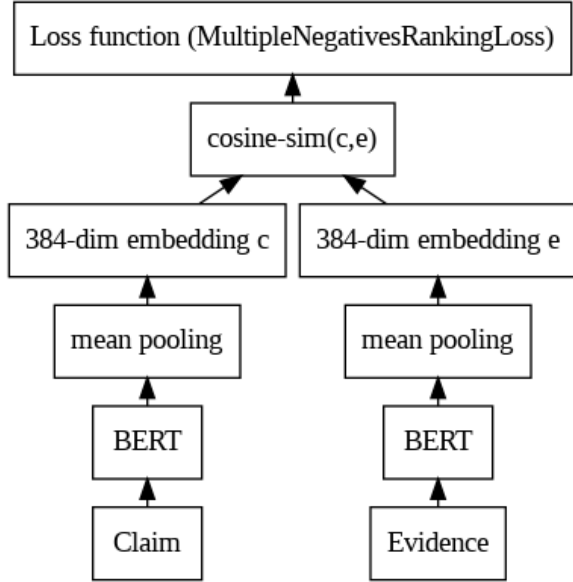 Loss function (MultipleNegativesRankingLoss)
cosine-sim(c,e)
384-dim embedding c
384-dim embedding e
mean pooling
mean pooling
BERT
BERT
Claim
Evidence